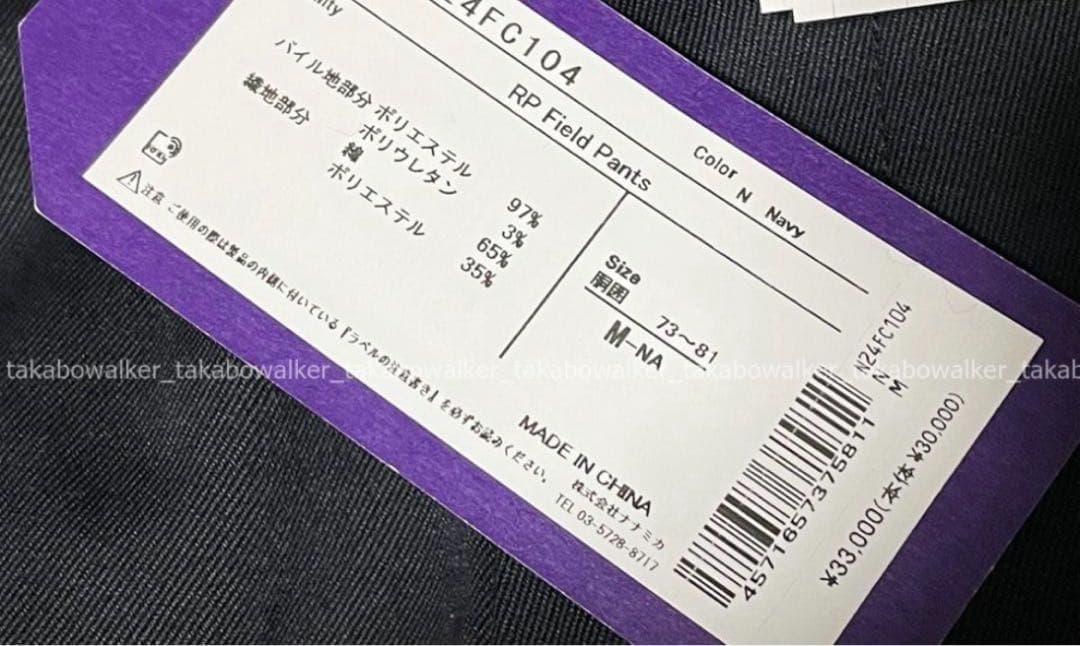 24FC104
RP Field Pants
Color N Navy
パイル地部分 ポリエステル 97%
ポリウレタン 3%
織地部分 綿 65%
ポリエステル 35%
Size
胴囲 73～81
M-NA
⚠注意 ご使用の際は製品の内側に付いている『ラベルの注意書き』を必ずお読みください。
MADE IN CHINA
株式会社ナナミカ
TEL 03-5728-8717
4571657375811
N24FC104
N
M
¥33,000(本体¥30,000)
takabowalker_takabowalker_takabowalker_takabowalker_takab